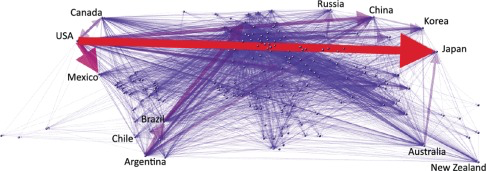 Canada
Russia
China
Korea
USA
Japan
Mexico
Brazil
Chile
Argentina
Australia
New Zealand